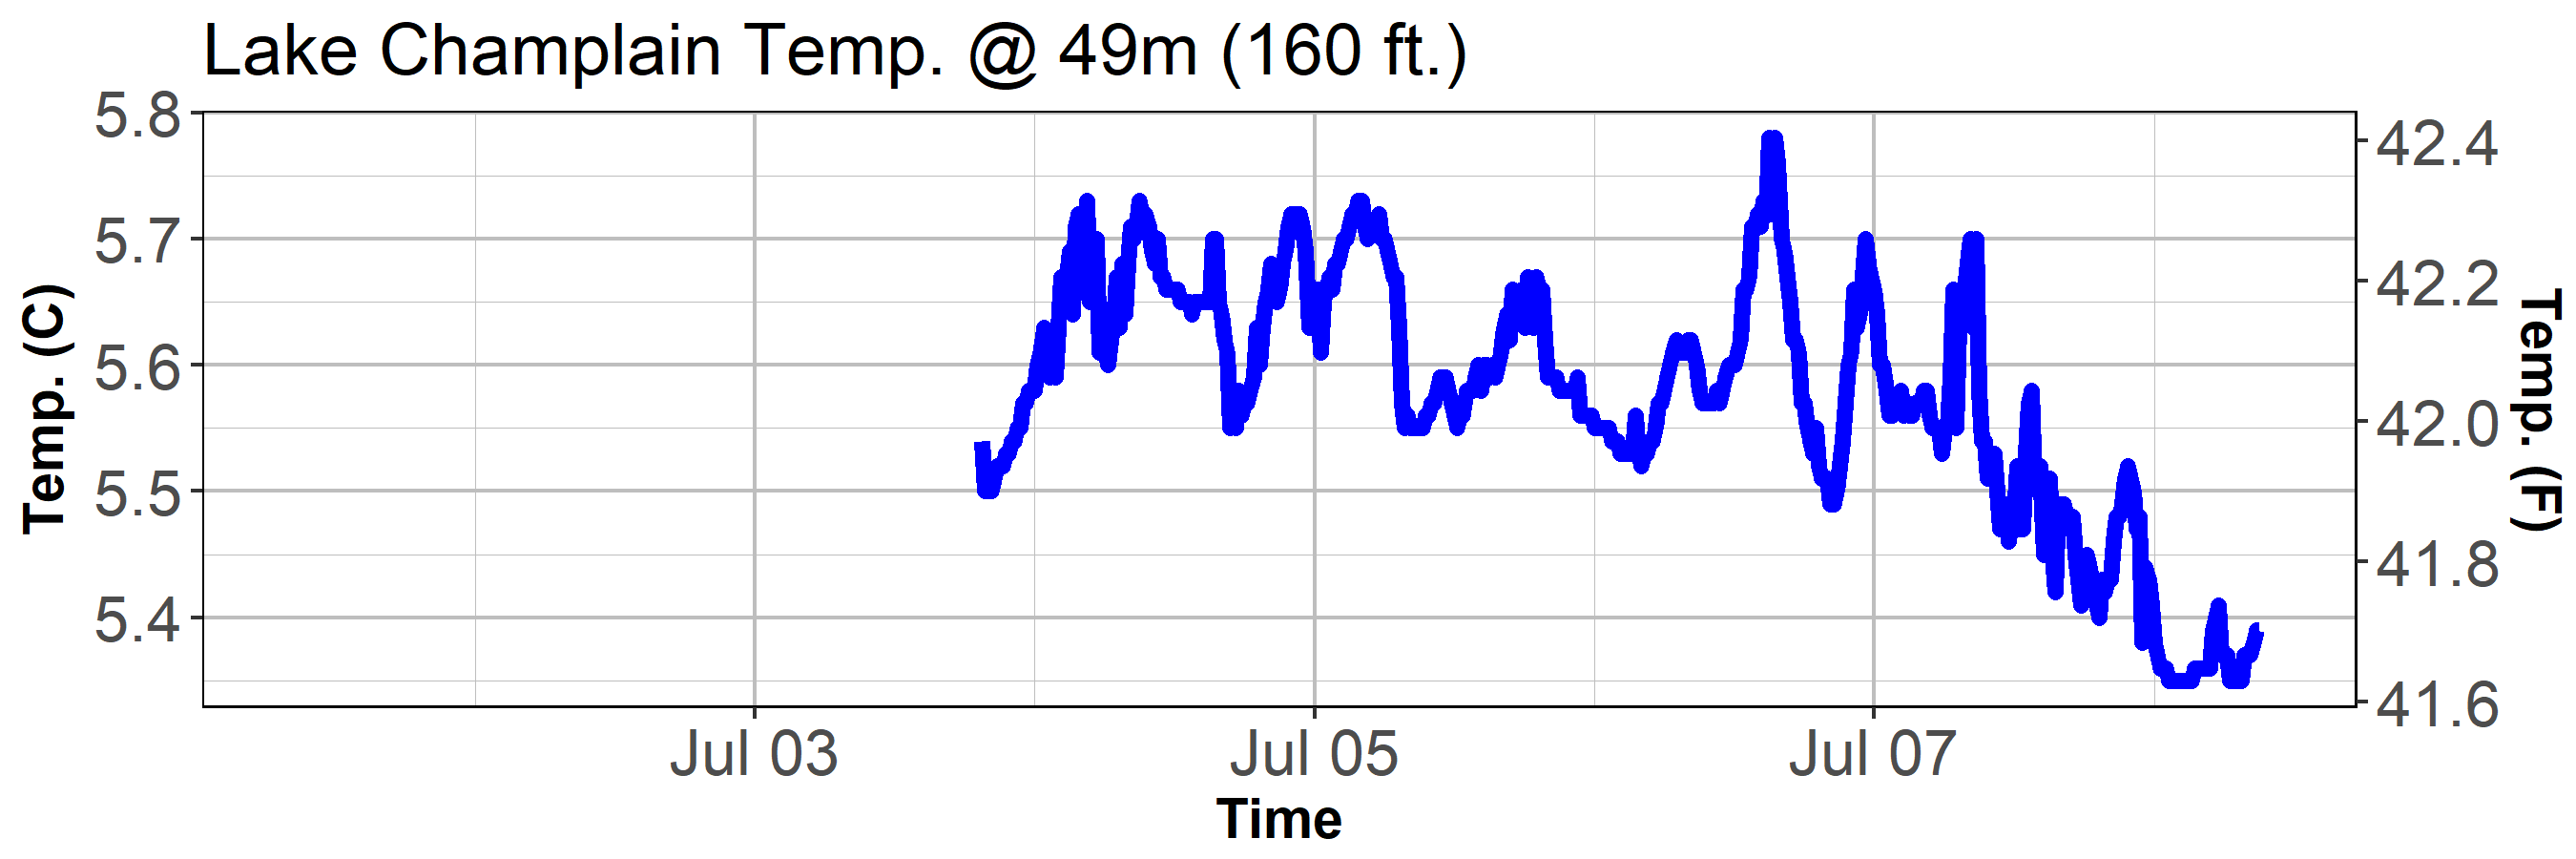 Lake Champlain Temp. @ 49m (160 ft.)
5.8
5.7
5.6
5.5
5.4
Temp. (C)
42.4
42.2
42.0
41.8
41.6
Temp. (F)
Jul 03 Jul 05 Jul 07
Time